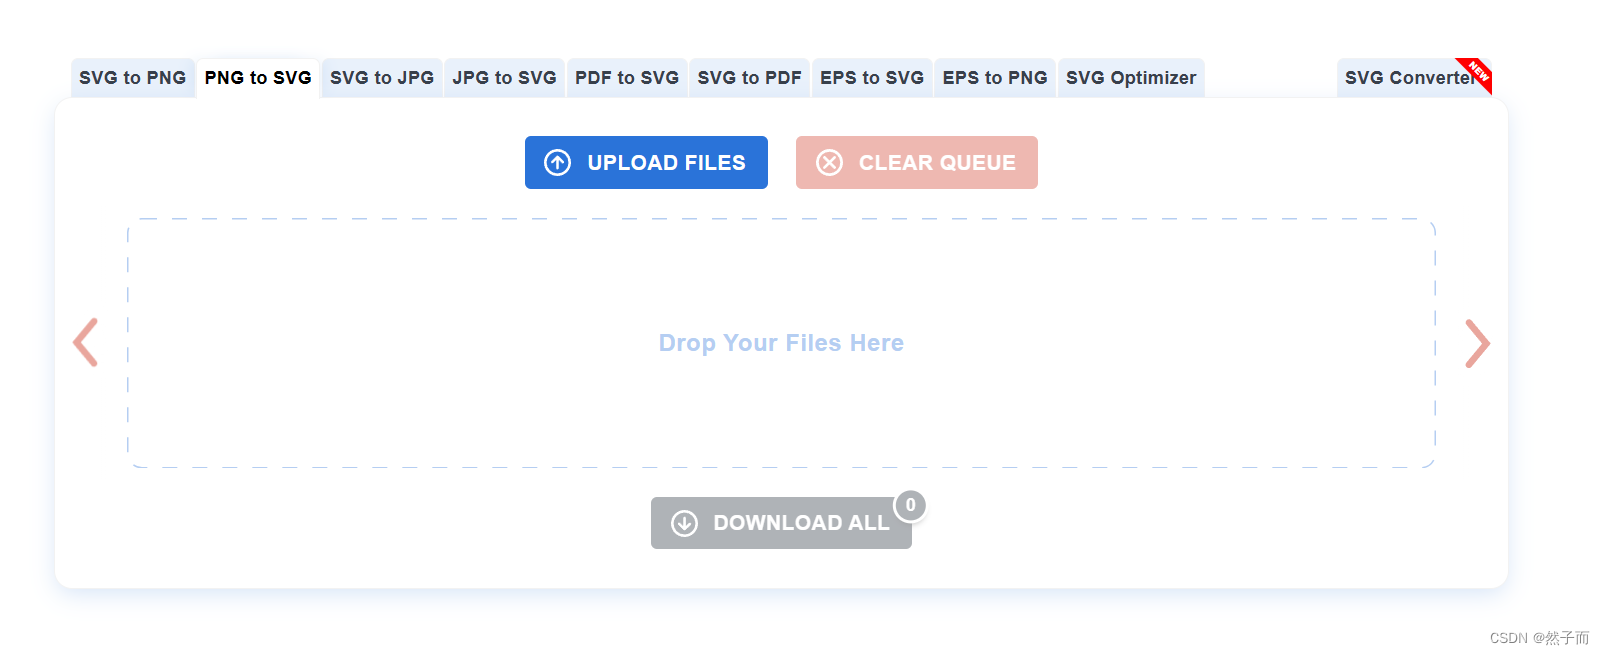 SVG to PNG PNG to SVG SVG to JPG JPG to SVG PDF to SVG SVG to PDF EPS to SVG EPS to PNG SVG Optimizer SVG Converter NEW
UPLOAD FILES CLEAR QUEUE
Drop Your Files Here
DOWNLOAD ALL 0
CSDN @然子而